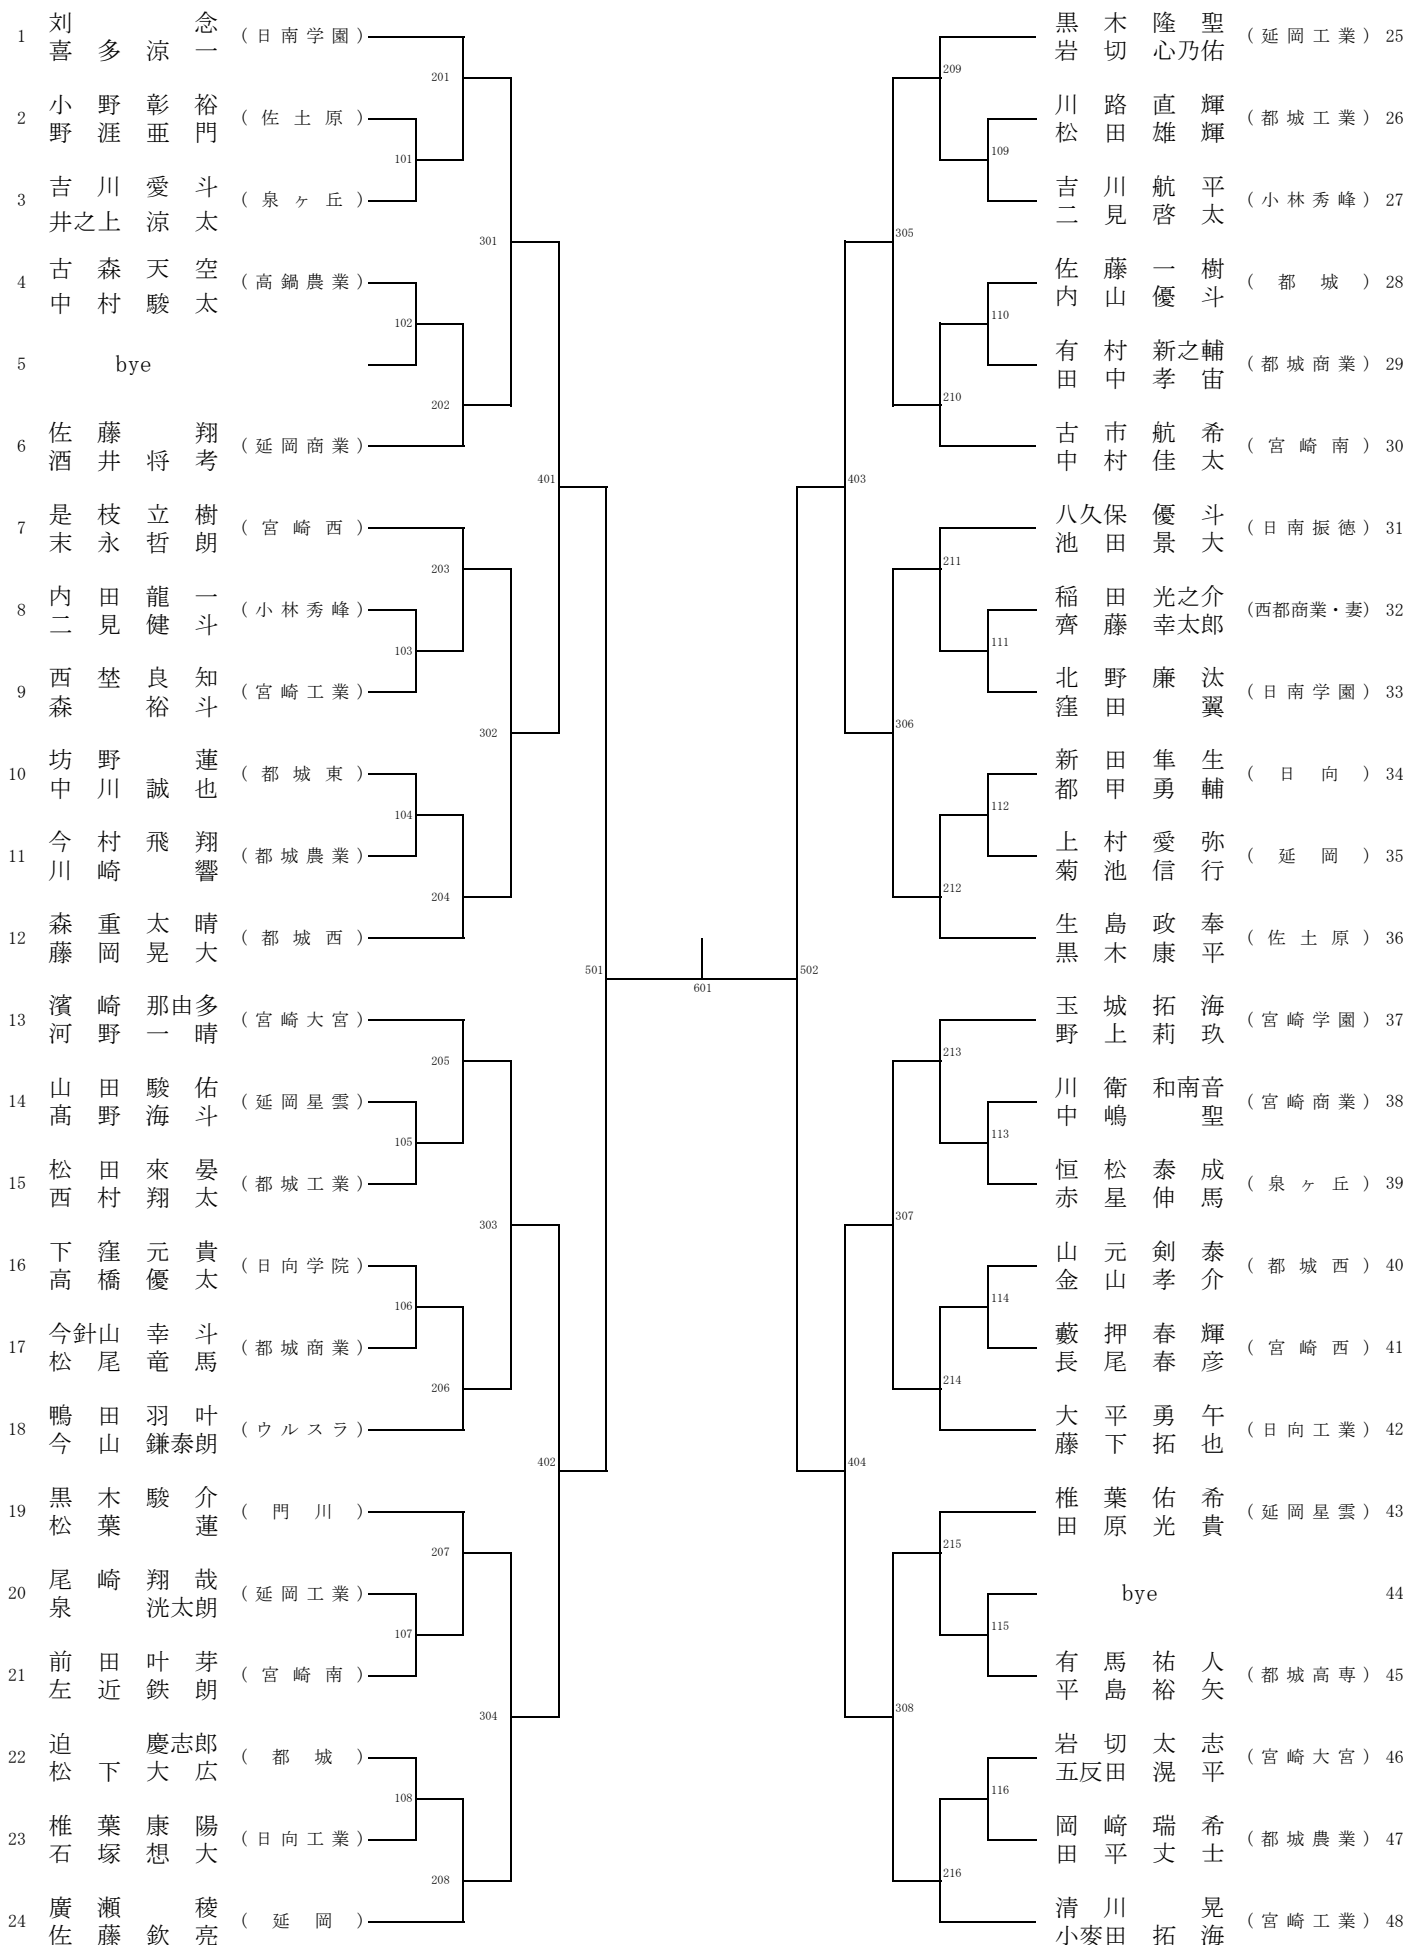 1 刘 念 (日南学園)
喜多涼一
2 小野彰裕 (佐土原)
野涯亜門
3 吉川愛斗 (泉ヶ丘)
井之上涼太
4 古森天空 (高鍋農業)
中村駿太
5 bye
6 佐藤 翔 (延岡商業)
酒井将考
7 是枝立樹 (宮崎西)
末永哲朗
8 内田龍一 (小林秀峰)
二見健斗
9 西埜良知 (宮崎工業)
森 裕斗
10 坊野 蓮 (都城東)
中川誠也
11 今村飛翔 (都城農業)
川崎 響
12 森重太晴 (都城西)
藤岡晃大
13 濱崎那由多 (宮崎大宮)
河野一晴
14 山田駿佑 (延岡星雲)
髙野海斗
15 松田來晏 (都城工業)
西村翔太
16 下窪元貴 (日向学院)
高橋優太
17 今針山幸斗 (都城商業)
松尾竜馬
18 鴨田羽叶 (ウルスラ)
今山鎌泰朗
19 黒木駿介 (門川)
松葉 蓮
20 尾崎翔哉 (延岡工業)
泉 洸太朗
21 前田叶芽 (宮崎南)
左近鉄朗
22 迫 慶志郎 (都城)
松下大広
23 椎葉康陽 (日向工業)
石塚想大
24 廣瀬 稜 (延岡)
佐藤欽亮
201
101
301
102
202
401
203
103
302
104
204
501
205
105
303
106
206
402
207
107
304
108
208
601
209
109
305
110
210
403
211
111
306
112
212
502
213
113
307
114
214
404
215
115
308
116
216
黒木隆聖 (延岡工業) 25
岩切心乃佑
川路直輝 (都城工業) 26
松田雄輝
吉川航平 (小林秀峰) 27
二見啓太
佐藤一樹 (都城) 28
内山優斗
有村新之輔 (都城商業) 29
田中孝宙
古市航希 (宮崎南) 30
中村佳太
八久保優斗 (日南振徳) 31
池田景大
稲田光之介 (西都商業・妻) 32
齊藤幸太郎
北野廉汰 (日南学園) 33
窪田 翼
新田隼生 (日向) 34
都甲勇輔
上村愛弥 (延岡) 35
菊池信行
生島政奉 (佐土原) 36
黒木康平
玉城拓海 (宮崎学園) 37
野上莉玖
川衛和南音 (宮崎商業) 38
中嶋 聖
恒松泰成 (泉ヶ丘) 39
赤星伸馬
山元剣泰 (都城西) 40
金山孝介
藪押春輝 (宮崎西) 41
長尾春彦
大平勇午 (日向工業) 42
藤下拓也
椎葉佑希 (延岡星雲) 43
田原光貴
bye 44
有馬祐人 (都城高専) 45
平島裕矢
岩切太志 (宮崎大宮) 46
五反田滉平
岡﨑瑞希 (都城農業) 47
田平丈士
清川 晃 (宮崎工業) 48
小麥田拓海